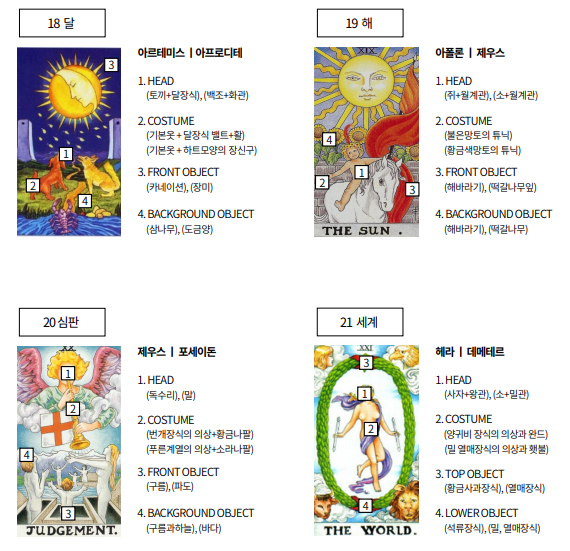 18 달
3
1
2
4
아르테미스 | 아프로디테
1. HEAD
(토끼+달장식), (백조+화관)
2. COSTUME
(기본옷 + 달장식 밸트+활)
(기본옷 + 하트모양의 장신구)
3. FRONT OBJECT
(카네이션), (장미)
4. BACKGROUND OBJECT
(삼나무), (도금양)
19 해
XIX
4
1
2
3
THE SUN .
아폴론 | 제우스
1. HEAD
(쥐+월계관), (소+월계관)
2. COSTUME
(붉은망토의 튜닉)
(황금색망토의 튜닉)
3. FRONT OBJECT
(해바라기), (떡갈나무잎)
4. BACKGROUND OBJECT
(해바라기), (떡갈나무)
20 심판
XX
1
2
4
3
JUDGEMENT.
제우스 | 포세이돈
1. HEAD
(독수리), (말)
2. COSTUME
(번개장식의 의상+황금나팔)
(푸른계열의 의상+소라나팔)
3. FRONT OBJECT
(구름), (파도)
4. BACKGROUND OBJECT
(구름과하늘), (바다)
21 세계
XXI
3
1
2
4
THE WORLD.
헤라 | 데메테르
1. HEAD
(사자+왕관), (소+밀관)
2. COSTUME
(양귀비 장식의 의상과 완드)
(밀 열매장식의 의상과 횃불)
3. TOP OBJECT
(황금사과장식), (열매장식)
4. LOWER OBJECT
(석류장식), (밀, 열매장식)